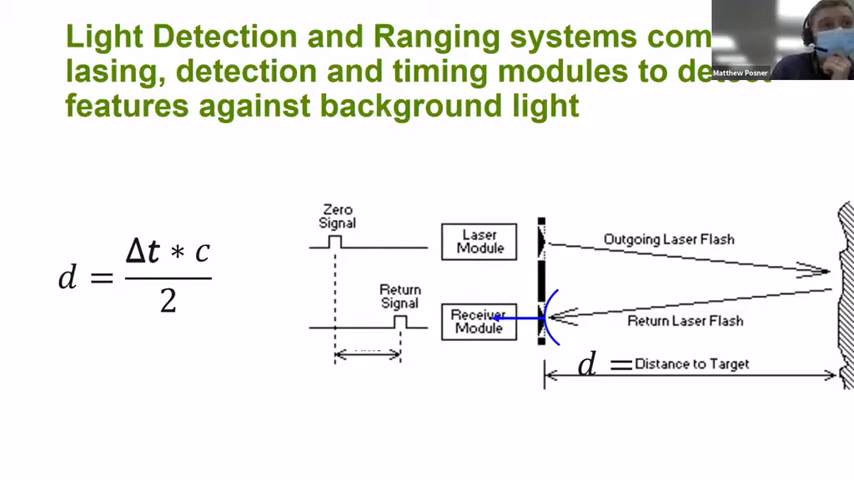 Light Detection and Ranging systems com
lasing, detection and timing modules to
features against background light
Matthew Posner
d = Δt * c / 2
Zero
Signal
Laser
Module
Outgoing Laser Flash
Return
Signal
Receiver
Module
Return Laser Flash
d = Distance to Target